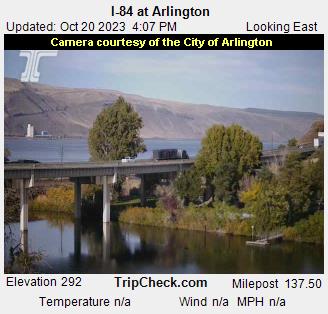 I-84 at Arlington
Updated: Oct 20 2023 4:07 PM Looking East
Camera courtesy of the City of Arlington
Elevation 292 TripCheck.com Milepost 137.50
Temperature n/a Wind n/a MPH n/a